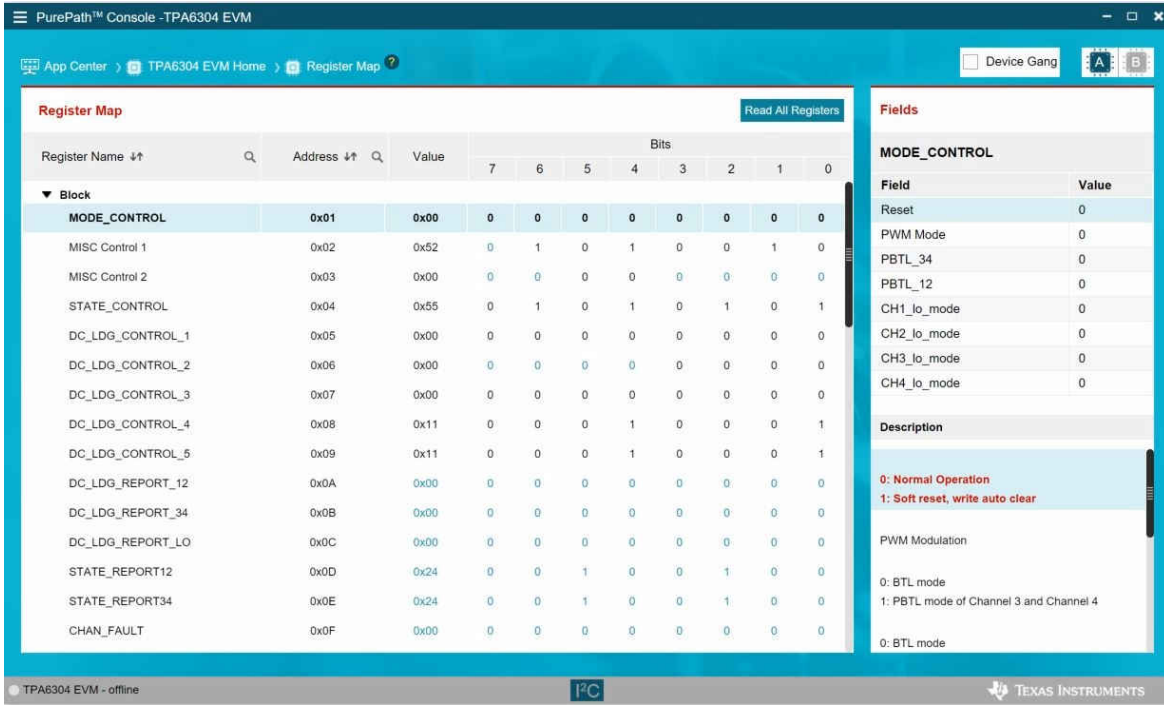 PurePath™ Console -TPA6304 EVM
App Center > TPA6304 EVM Home > Register Map ?
Device Gang A B
Register Map
Read All Registers
Register Name Address Value Bits
7 6 5 4 3 2 1 0
Block
MODE_CONTROL 0x01 0x00 0 0 0 0 0 0 0 0
MISC Control 1 0x02 0x52 0 1 0 1 0 0 1 0
MISC Control 2 0x03 0x00 0 0 0 0 0 0 0 0
STATE_CONTROL 0x04 0x55 0 1 0 1 0 1 0 1
DC_LDG_CONTROL_1 0x05 0x00 0 0 0 0 0 0 0 0
DC_LDG_CONTROL_2 0x06 0x00 0 0 0 0 0 0 0 0
DC_LDG_CONTROL_3 0x07 0x00 0 0 0 0 0 0 0 0
DC_LDG_CONTROL_4 0x08 0x11 0 0 0 1 0 0 0 1
DC_LDG_CONTROL_5 0x09 0x11 0 0 0 1 0 0 0 1
DC_LDG_REPORT_12 0x0A 0x00 0 0 0 0 0 0 0 0
DC_LDG_REPORT_34 0x0B 0x00 0 0 0 0 0 0 0 0
DC_LDG_REPORT_LO 0x0C 0x00 0 0 0 0 0 0 0 0
STATE_REPORT12 0x0D 0x24 0 0 1 0 0 1 0 0
STATE_REPORT34 0x0E 0x24 0 0 1 0 0 1 0 0
CHAN_FAULT 0x0F 0x00 0 0 0 0 0 0 0 0
Fields
MODE_CONTROL
Field Value
Reset 0
PWM Mode 0
PBTL_34 0
PBTL_12 0
CH1_lo_mode 0
CH2_lo_mode 0
CH3_lo_mode 0
CH4_lo_mode 0
Description
0: Normal Operation
1: Soft reset, write auto clear
PWM Modulation
0: BTL mode
1: PBTL mode of Channel 3 and Channel 4
0: BTL mode
TPA6304 EVM - offline
I²C
TEXAS INSTRUMENTS